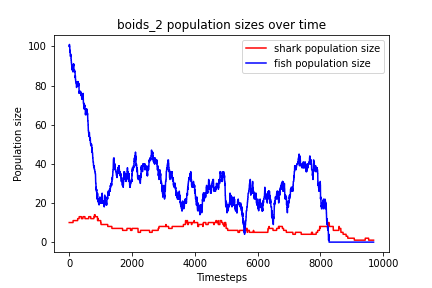 boids_2 population sizes over time
shark population size
fish population size
Population size
100
80
60
40
20
0
0
2000
4000
6000
8000
10000
Timesteps